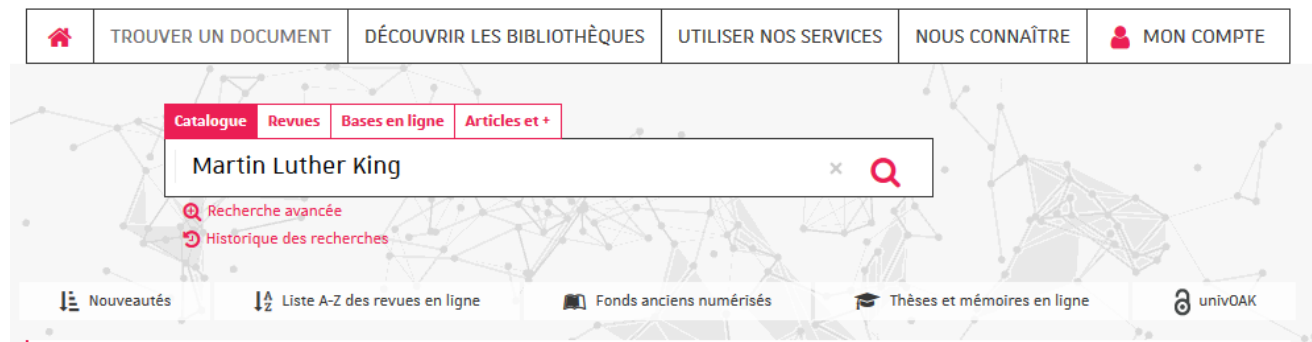 TROUVER UN DOCUMENT DÉCOUVRIR LES BIBLIOTHÈQUES UTILISER NOS SERVICES NOUS CONNAÎTRE MON COMPTE
Catalogue Revues Bases en ligne Articles et +
Martin Luther King ×
Recherche avancée
Historique des recherches
Nouveautés Liste A-Z des revues en ligne Fonds anciens numérisés Thèses et mémoires en ligne univOAK